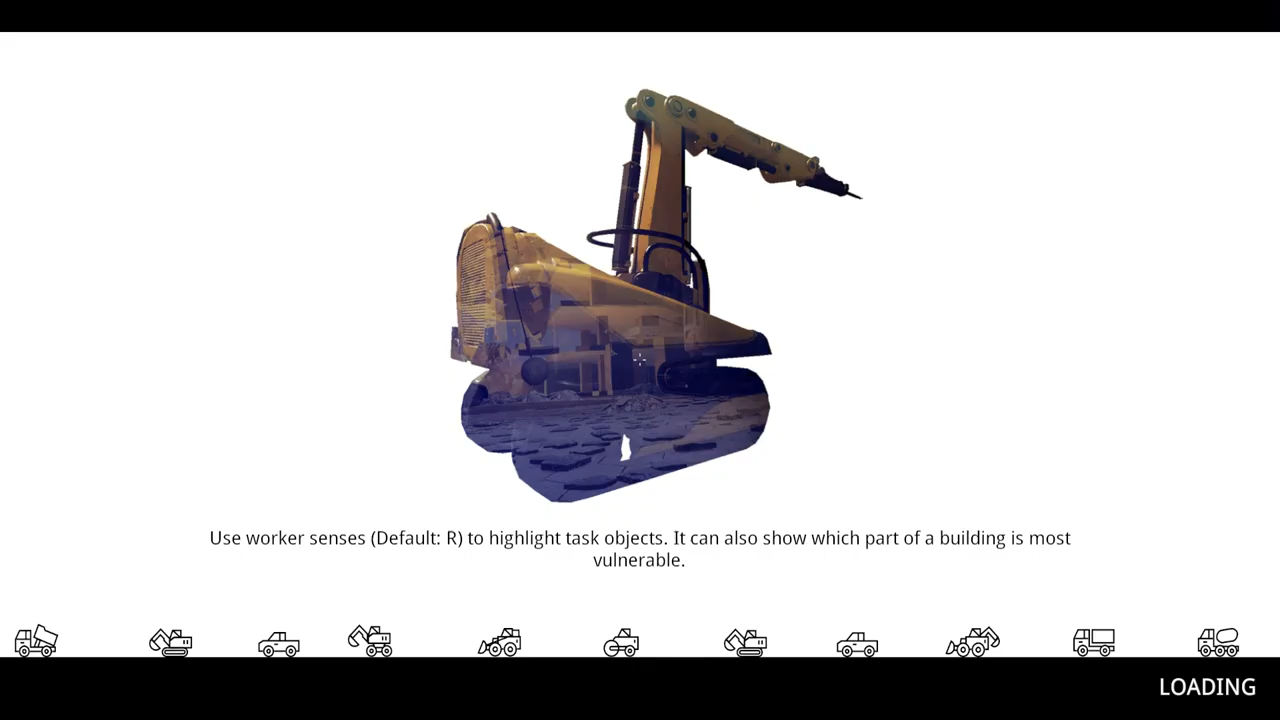 Use worker senses (Default: R) to highlight task objects. It can also show which part of a building is most
vulnerable.
LOADING